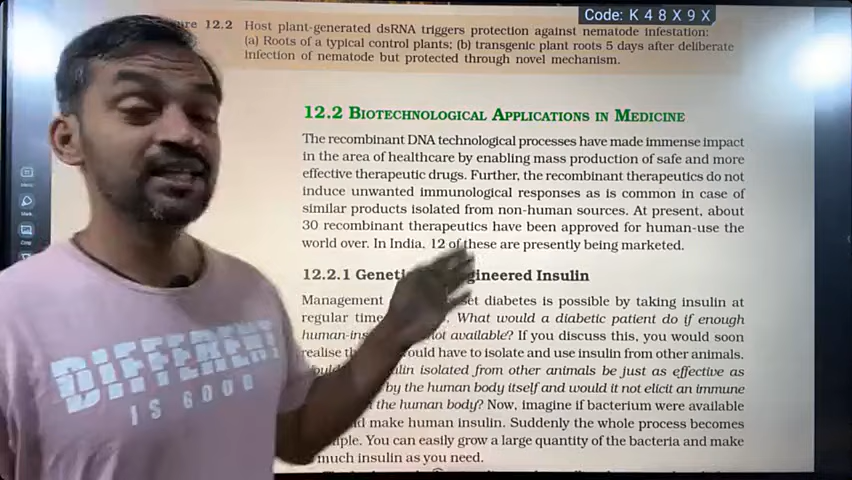 Code: K 4 8 X 9 X
re 12.2 Host plant-generated dsRNA triggers protection against nematode infestation:
(a) Roots of a typical control plants; (b) transgenic plant roots 5 days after deliberate
infection of nematode but protected through novel mechanism.
12.2 BIOTECHNOLOGICAL APPLICATIONS IN MEDICINE
The recombinant DNA technological processes have made immense impact
in the area of healthcare by enabling mass production of safe and more
effective therapeutic drugs. Further, the recombinant therapeutics do not
induce unwanted immunological responses as is common in case of
similar products isolated from non-human sources. At present, about
30 recombinant therapeutics have been approved for human-use the
world over. In India, 12 of these are presently being marketed.
12.2.1 Genetic gineered Insulin
Management set diabetes is possible by taking insulin at
regular time What would a diabetic patient do if enough
human-ins not available? If you discuss this, you would soon
realise th ould have to isolate and use insulin from other animals.
ulin isolated from other animals be just as effective as
by the human body itself and would it not elicit an immune
the human body? Now, imagine if bacterium were available
d make human insulin. Suddenly the whole process becomes
ple. You can easily grow a large quantity of the bacteria and make
much insulin as you need.
DIFFERENT
IS GOOD